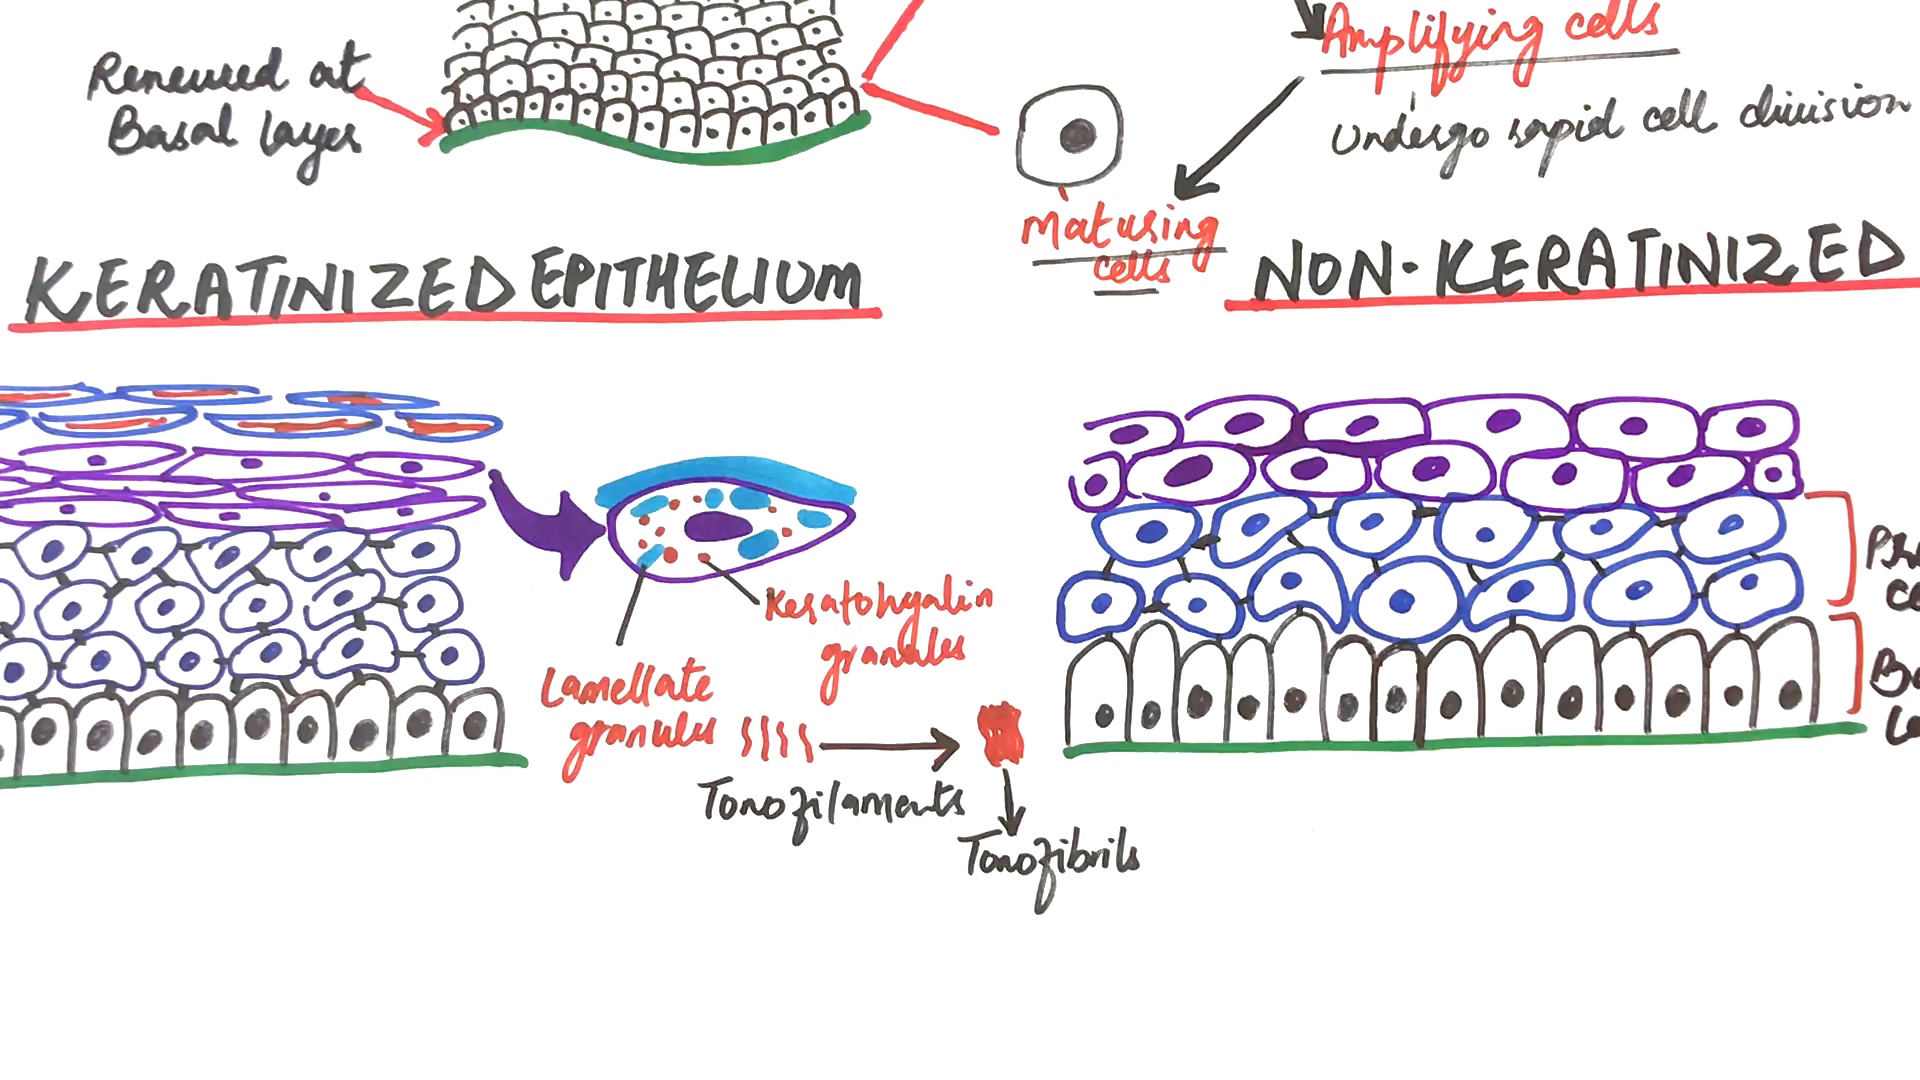 Renewed at
Basal layer
Amplifying cells
Undergo rapid cell division
Maturing
cells
KERATINIZED EPITHELIUM
NON-KERATINIZED
Keratohyalin
granules
Lamellate
granules
Tonofilaments
Tonofibrils